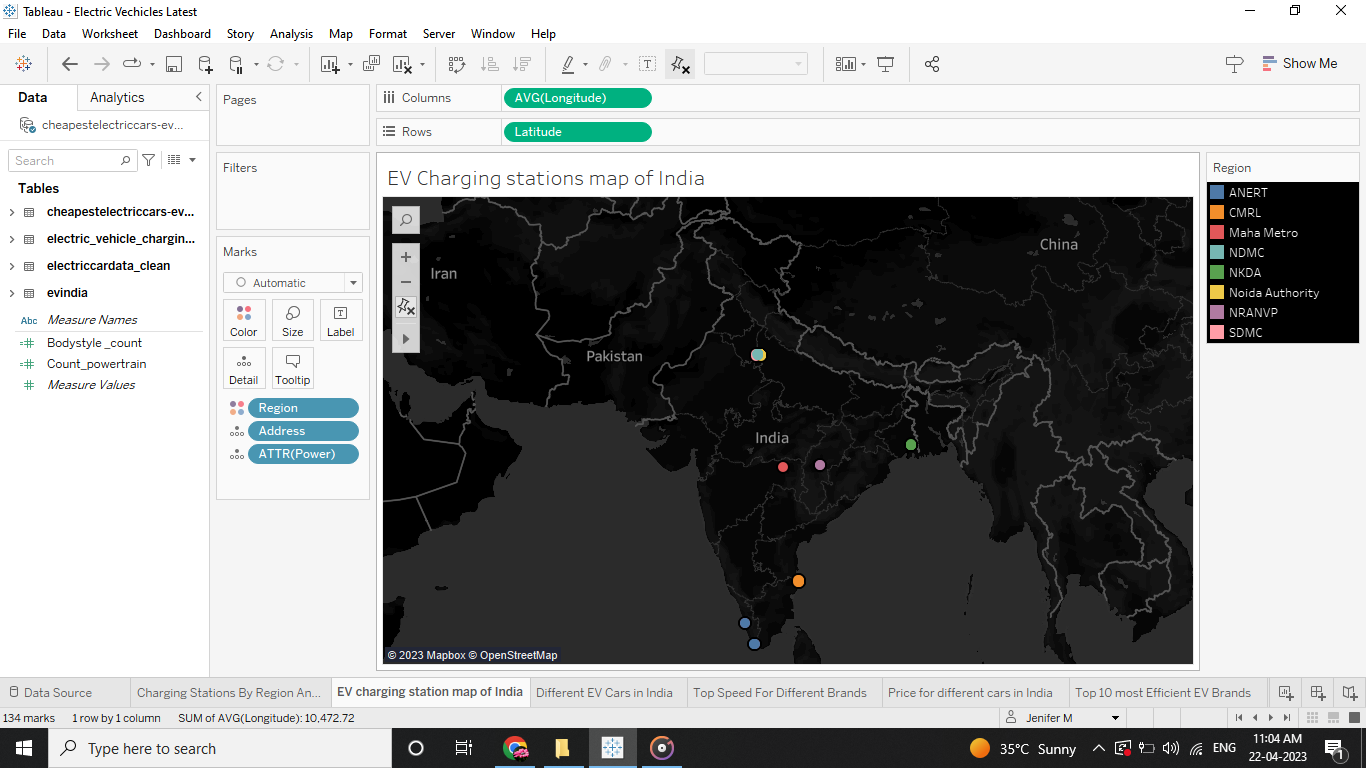 Tableau - Electric Vechicles Latest
File Data Worksheet Dashboard Story Analysis Map Format Server Window Help
Show Me
Data Analytics
cheapestelectriccars-ev...
Search
Tables
cheapestelectriccars-ev...
electric_vehicle_chargin...
electriccardata_clean
evindia
Abc Measure Names
Bodystyle _count
Count_powertrain
Measure Values
Pages
Filters
Marks
Automatic
Color Size Label
Detail Tooltip
Region
Address
ATTR(Power)
Columns AVG(Longitude)
Rows Latitude
EV Charging stations map of India
Iran
China
Pakistan
India
© 2023 Mapbox © OpenStreetMap
Region
ANERT
CMRL
Maha Metro
NDMC
NKDA
Noida Authority
NRANVP
SDMC
Data Source Charging Stations By Region An... EV charging station map of India Different EV Cars in India Top Speed For Different Brands Price for different cars in India Top 10 most Efficient EV Brands
134 marks 1 row by 1 column SUM of AVG(Longitude): 10,472.72 Jenifer M
Type here to search 35°C Sunny ENG 11:04 AM
22-04-2023
1